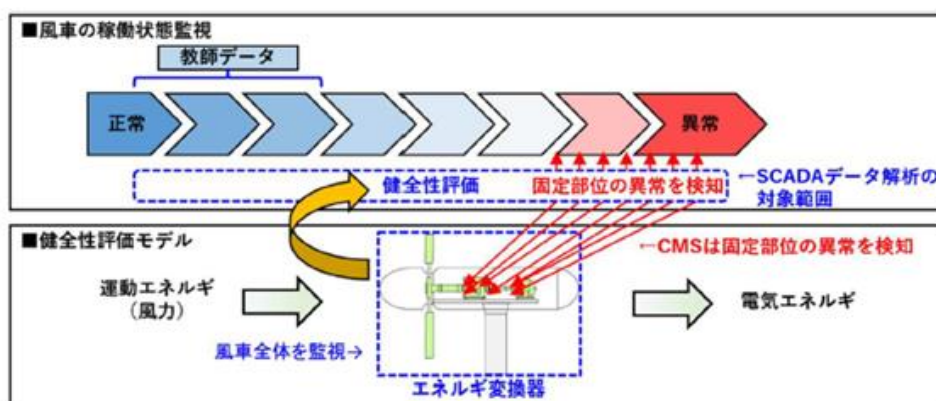 ■風車の稼働状態監視
教師データ
正常
異常
健全性評価
固定部位の異常を検知
←SCADAデータ解析の
対象範囲
■健全性評価モデル
←CMSは固定部位の異常を検知
運動エネルギ
(風力)
電気エネルギ
風車全体を監視→
エネルギ変換器